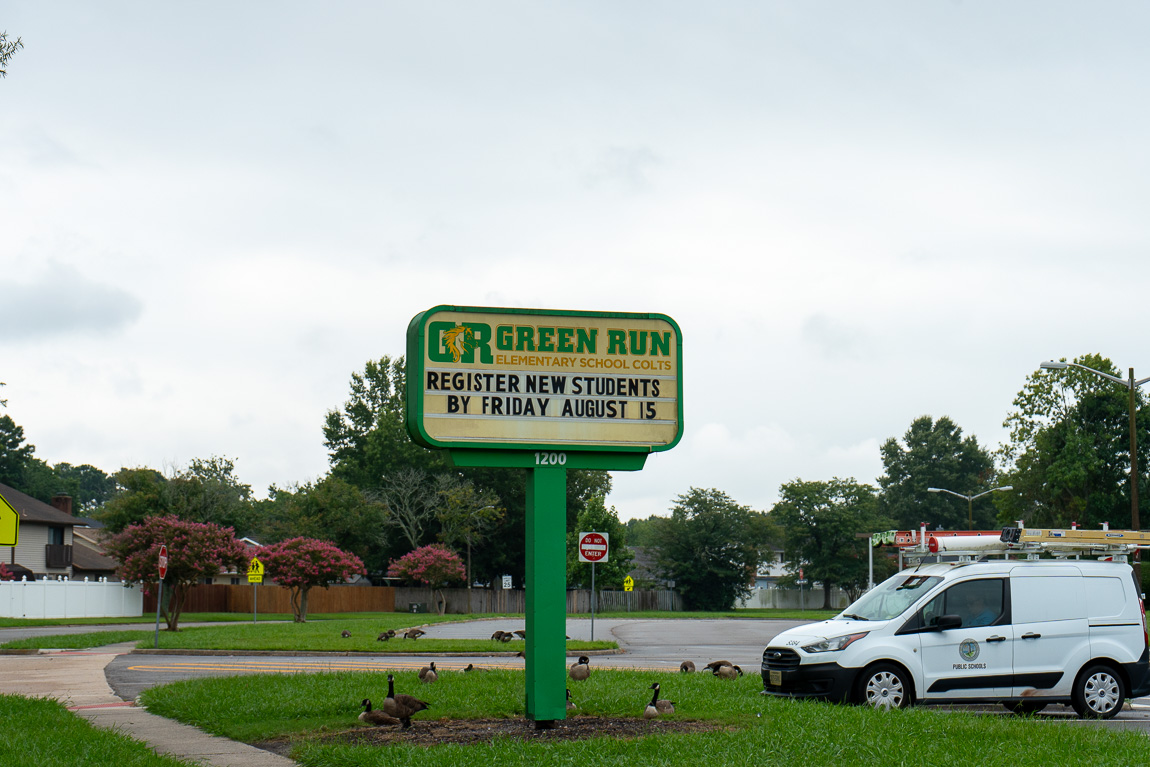 GR GREEN RUN
ELEMENTARY SCHOOL COLTS
REGISTER NEW STUDENTS
BY FRIDAY AUGUST 15
1200
DO NOT
ENTER
PUBLIC SCHOOLS